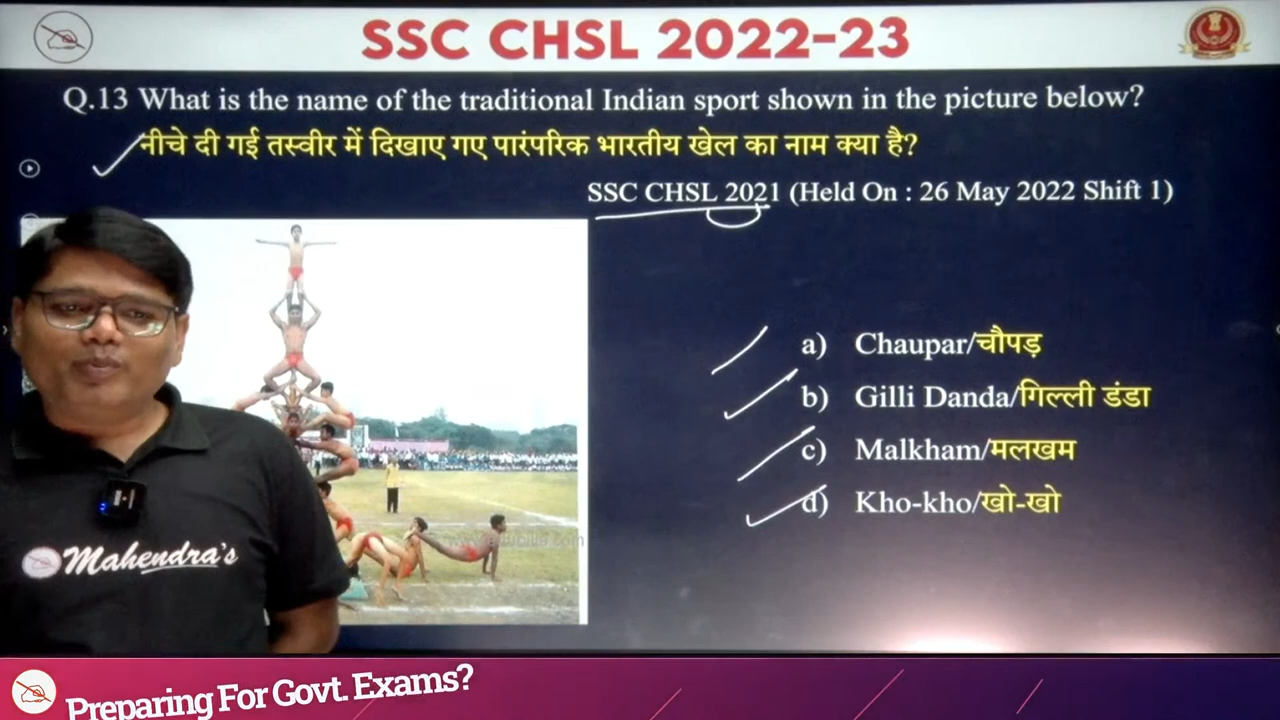 SSC CHSL 2022-23
Q.13 What is the name of the traditional Indian sport shown in the picture below?
नीचे दी गई तस्वीर में दिखाए गए पारंपरिक भारतीय खेल का नाम क्या है?
SSC CHSL 2021 (Held On : 26 May 2022 Shift 1)
a) Chaupar/चौपड़
b) Gilli Danda/गिल्ली डंडा
c) Malkham/मलखम
d) Kho-kho/खो-खो
Mahendra's
Preparing For Govt. Exams?